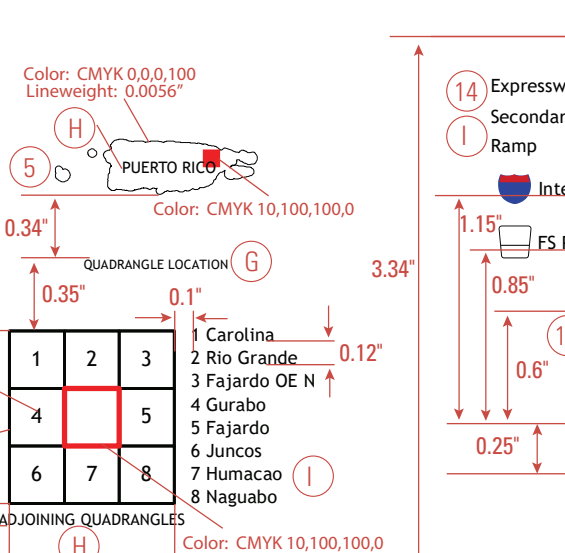 Color: CMYK 0,0,0,100
Lineweight: 0.0056"
H
5
PUERTO RICO
Color: CMYK 10,100,100,0
0.34"
QUADRANGLE LOCATION
G
0.35"
0.1"
1 2 3
4 5
6 7 8
1 Carolina
2 Rio Grande
3 Fajardo OE N
4 Gurabo
5 Fajardo
6 Juncos
7 Humacao
8 Naguabo
0.12"
I
ADJOINING QUADRANGLES
H
Color: CMYK 10,100,100,0
3.34"
14
Expressw
Secondar
I
Ramp
Inte
1.15"
FS
0.85"
1
0.6"
0.25"